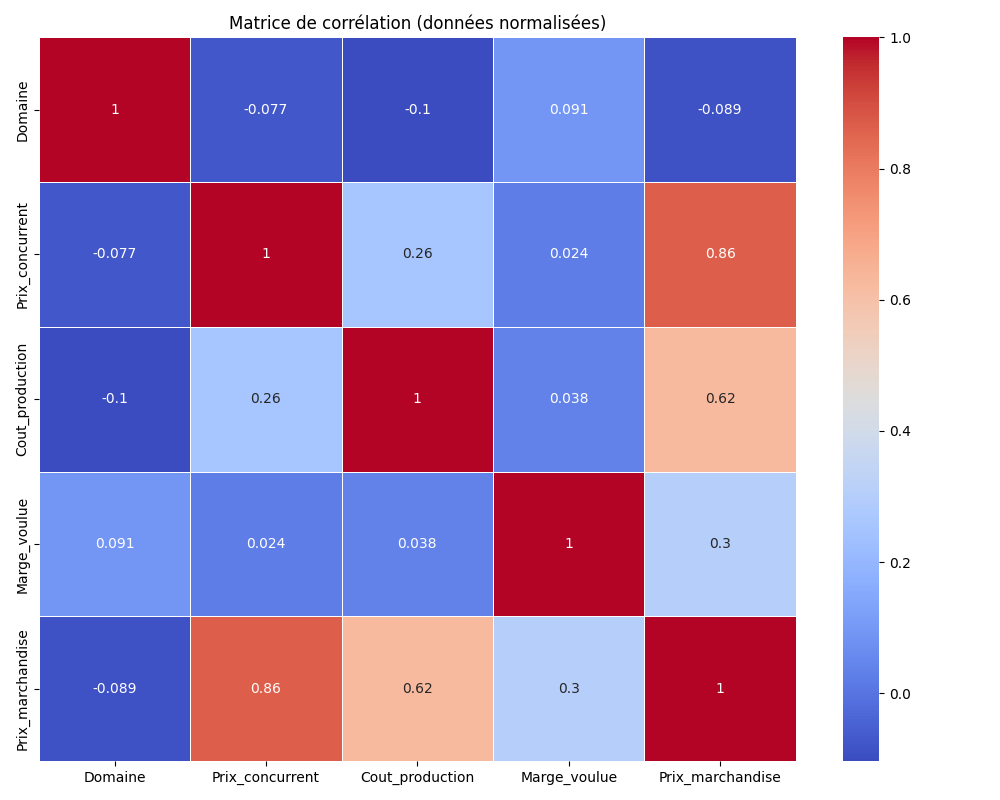 Matrice de corrélation (données normalisées)
Domaine 1 -0.077 -0.1 0.091 -0.089
Prix_concurrent -0.077 1 0.26 0.024 0.86
Cout_production -0.1 0.26 1 0.038 0.62
Marge_voulue 0.091 0.024 0.038 1 0.3
Prix_marchandise -0.089 0.86 0.62 0.3 1
Domaine Prix_concurrent Cout_production Marge_voulue Prix_marchandise
1.0
0.8
0.6
0.4
0.2
0.0